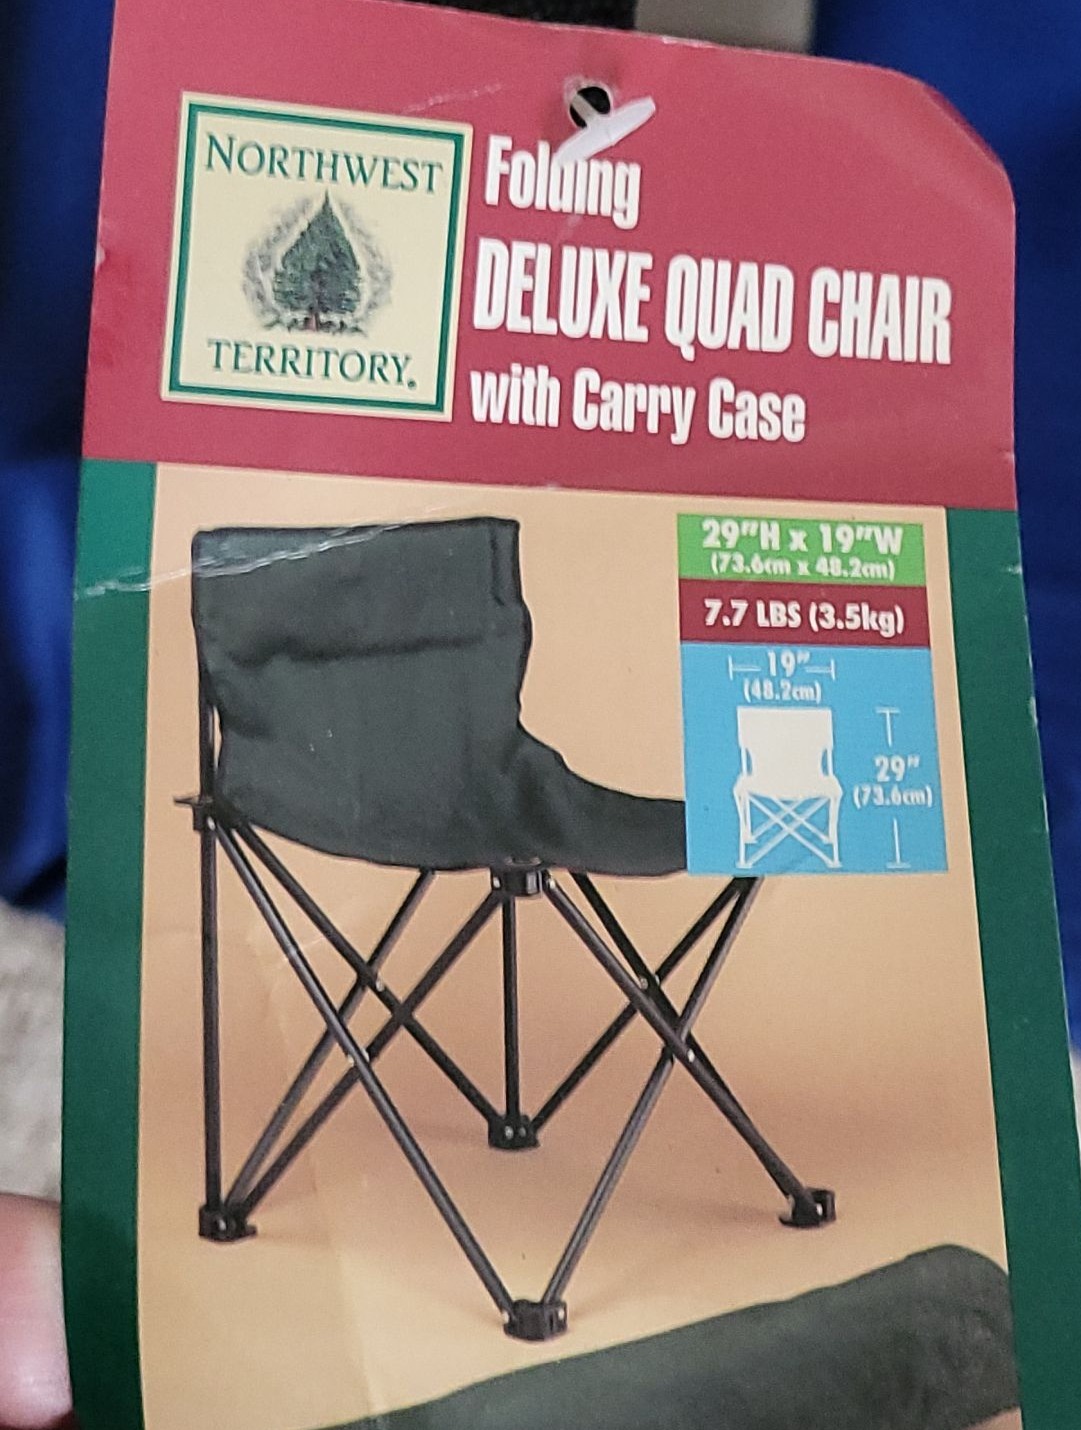 NORTHWEST
TERRITORY.
Folding
DELUXE QUAD CHAIR
with Carry Case
29"H x 19"W
(73.6cm x 48.2cm)
7.7 LBS (3.5kg)
19"
(48.2cm)
29"
(73.6cm)